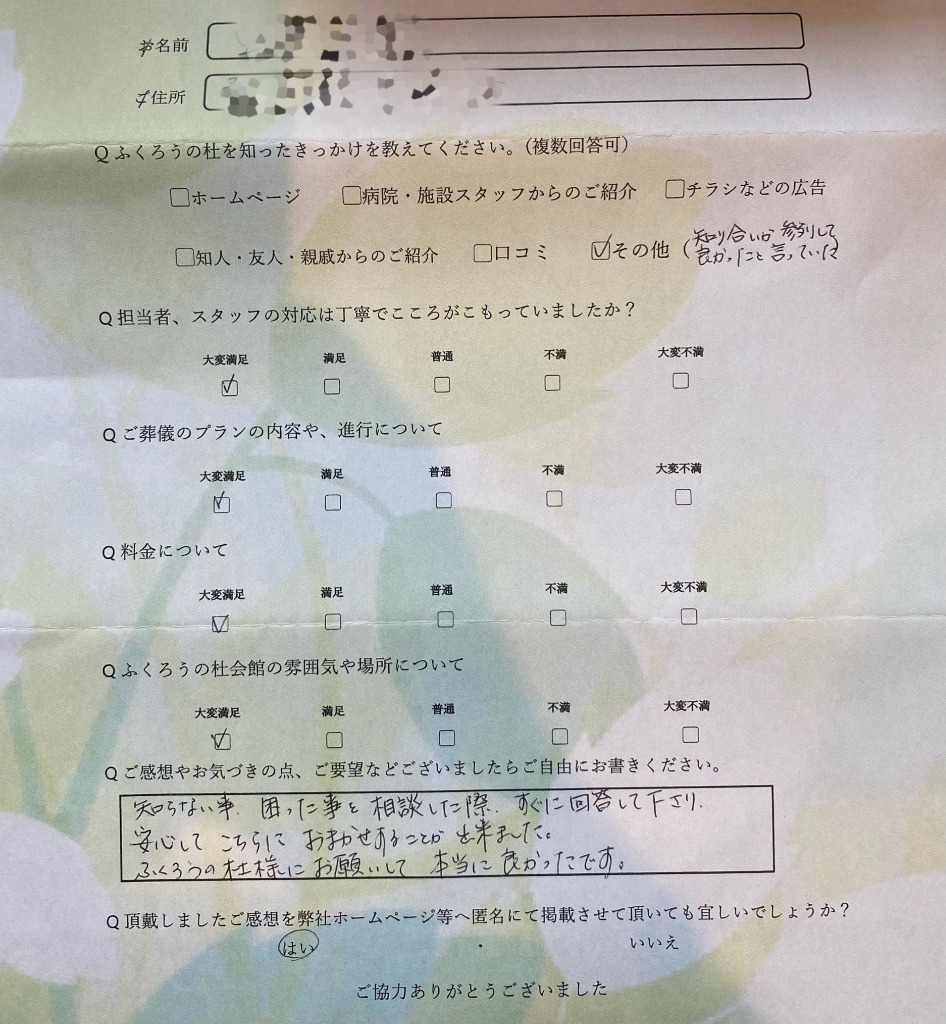 お名前
ご住所
Q ふくろうの杜を知ったきっかけを教えてください。(複数回答可)
□ホームページ □病院・施設スタッフからのご紹介 □チラシなどの広告
□知人・友人・親戚からのご紹介 □口コミ ☑その他 (知り合いが参列して
良かったと言っていた)
Q 担当者、スタッフの対応は丁寧でこころがこもっていましたか?
大変満足 満足 普通 不満 大変不満
☑ □ □ □ □
Q ご葬儀のプランの内容や、進行について
大変満足 満足 普通 不満 大変不満
☑ □ □ □ □
Q 料金について
大変満足 満足 普通 不満 大変不満
☑ □ □ □ □
Q ふくろうの杜会館の雰囲気や場所について
大変満足 満足 普通 不満 大変不満
☑ □ □ □ □
Q ご感想やお気づきの点、ご要望などございましたらご自由にお書きください。
知らない事、困った事を相談した際、すぐに回答して下さり、
安心してこちらにおまかせすることが出来ました。
ふくろうの杜様にお願いして本当に良かったです。
Q 頂戴しましたご感想を弊社ホームページ等へ匿名にて掲載させて頂いても宜しいでしょうか?
はい ・ いいえ
ご協力ありがとうございました